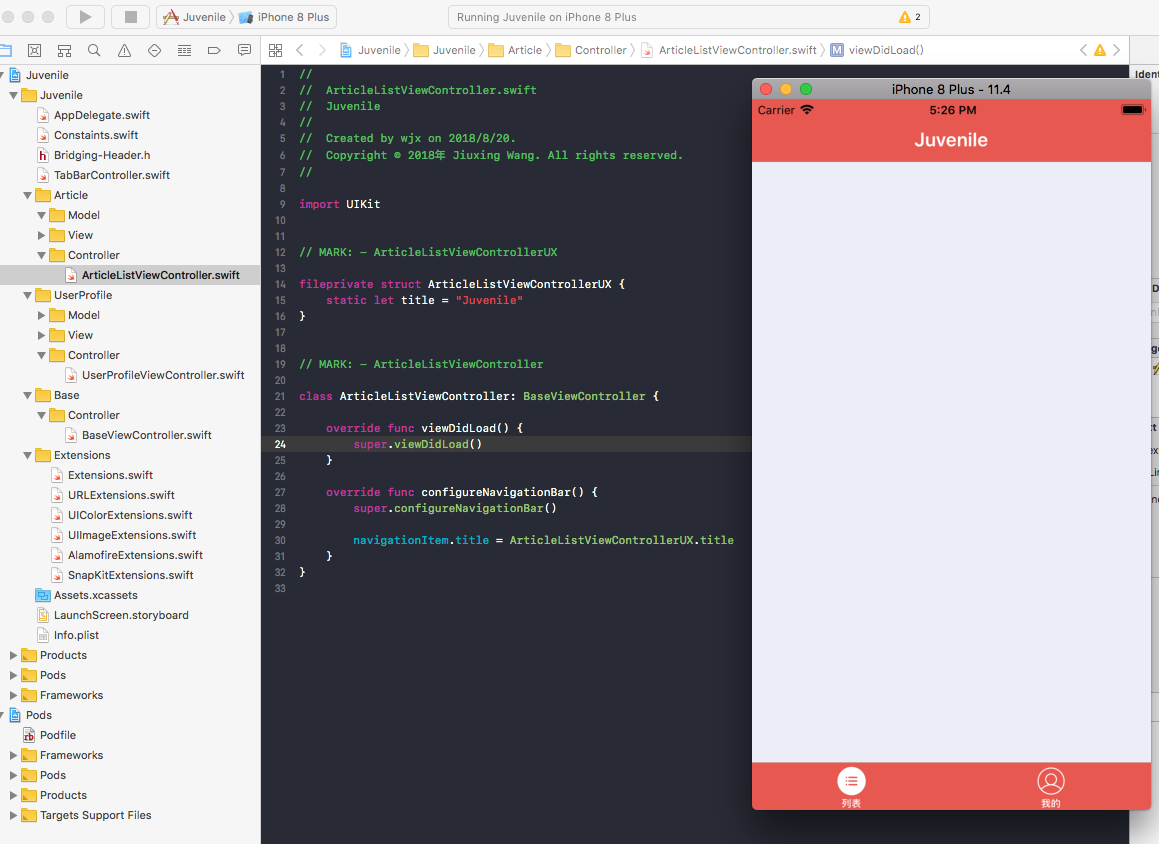 Juvenile
iPhone 8 Plus
Running Juvenile on iPhone 8 Plus
2
Juvenile
Juvenile
Article
Controller
ArticleListViewController.swift
M
viewDidLoad()
Juvenile
Juvenile
AppDelegate.swift
Constaints.swift
h
Bridging-Header.h
TabBarController.swift
Article
Model
View
Controller
ArticleListViewController.swift
UserProfile
Model
View
Controller
UserProfileViewController.swift
Base
Controller
BaseViewController.swift
Extensions
Extensions.swift
URLExtensions.swift
UIColorExtensions.swift
UIImageExtensions.swift
AlamofireExtensions.swift
SnapKitExtensions.swift
Assets.xcassets
LaunchScreen.storyboard
Info.plist
Products
Pods
Frameworks
Pods
rb
Podfile
Frameworks
Pods
Products
Targets Support Files
1 //
2 //  ArticleListViewController.swift
3 //  Juvenile
4 //
5 //  Created by wjx on 2018/8/20.
6 //  Copyright © 2018年 Jiuxing Wang. All rights reserved.
7 //
8
9 import UIKit
10
11
12 // MARK: - ArticleListViewControllerUX
13
14 fileprivate struct ArticleListViewControllerUX {
15     static let title = "Juvenile"
16 }
17
18
19 // MARK: - ArticleListViewController
20
21 class ArticleListViewController: BaseViewController {
22
23     override func viewDidLoad() {
24         super.viewDidLoad()
25     }
26
27     override func configureNavigationBar() {
28         super.configureNavigationBar()
29
30         navigationItem.title = ArticleListViewControllerUX.title
31     }
32 }
33
iPhone 8 Plus - 11.4
Carrier
5:26 PM
Juvenile
列表
我的
Ident